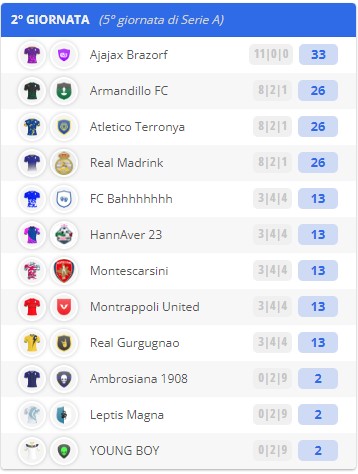 2° GIORNATA (5° giornata di Serie A)
Ajajax Brazorf 11|0|0 33
Armandillo FC 8|2|1 26
Atletico Terronya 8|2|1 26
Real Madrink 8|2|1 26
FC Bahhhhhhh 3|4|4 13
HannAver 23 3|4|4 13
Montescarsini 3|4|4 13
Montrappoli United 3|4|4 13
Real Gurgugnao 3|4|4 13
Ambrosiana 1908 0|2|9 2
Leptis Magna 0|2|9 2
YOUNG BOY 0|2|9 2